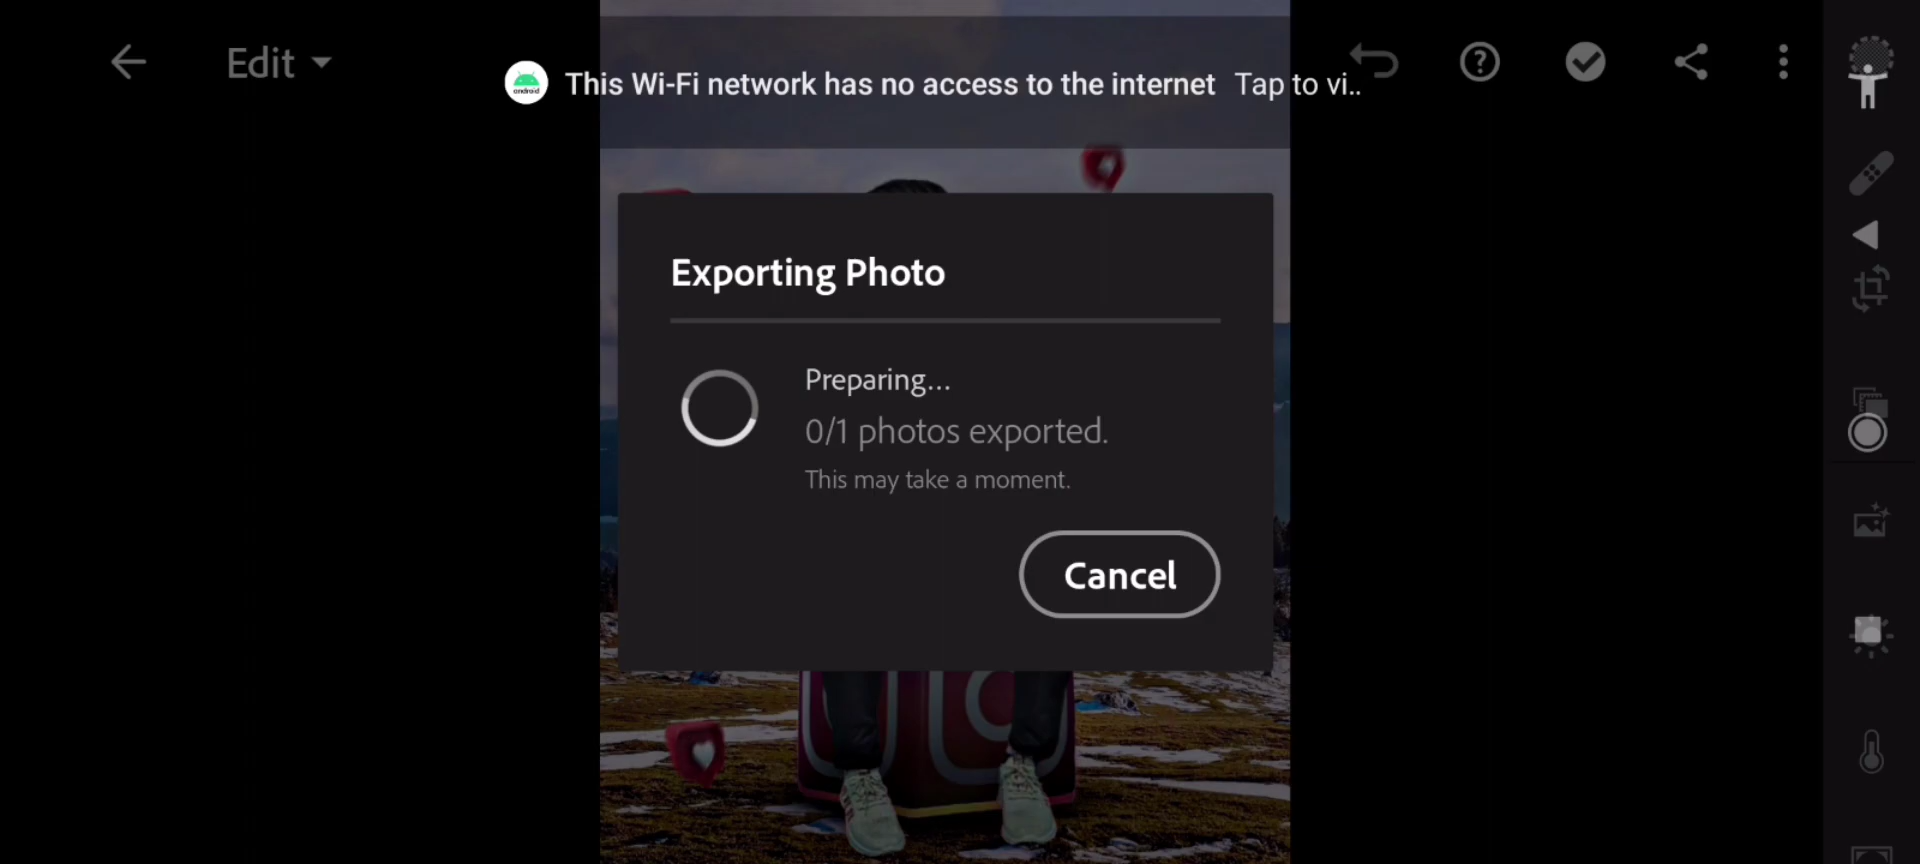 Edit
This Wi-Fi network has no access to the internet Tap to vi..
android
Exporting Photo
Preparing...
0/1 photos exported.
This may take a moment.
Cancel